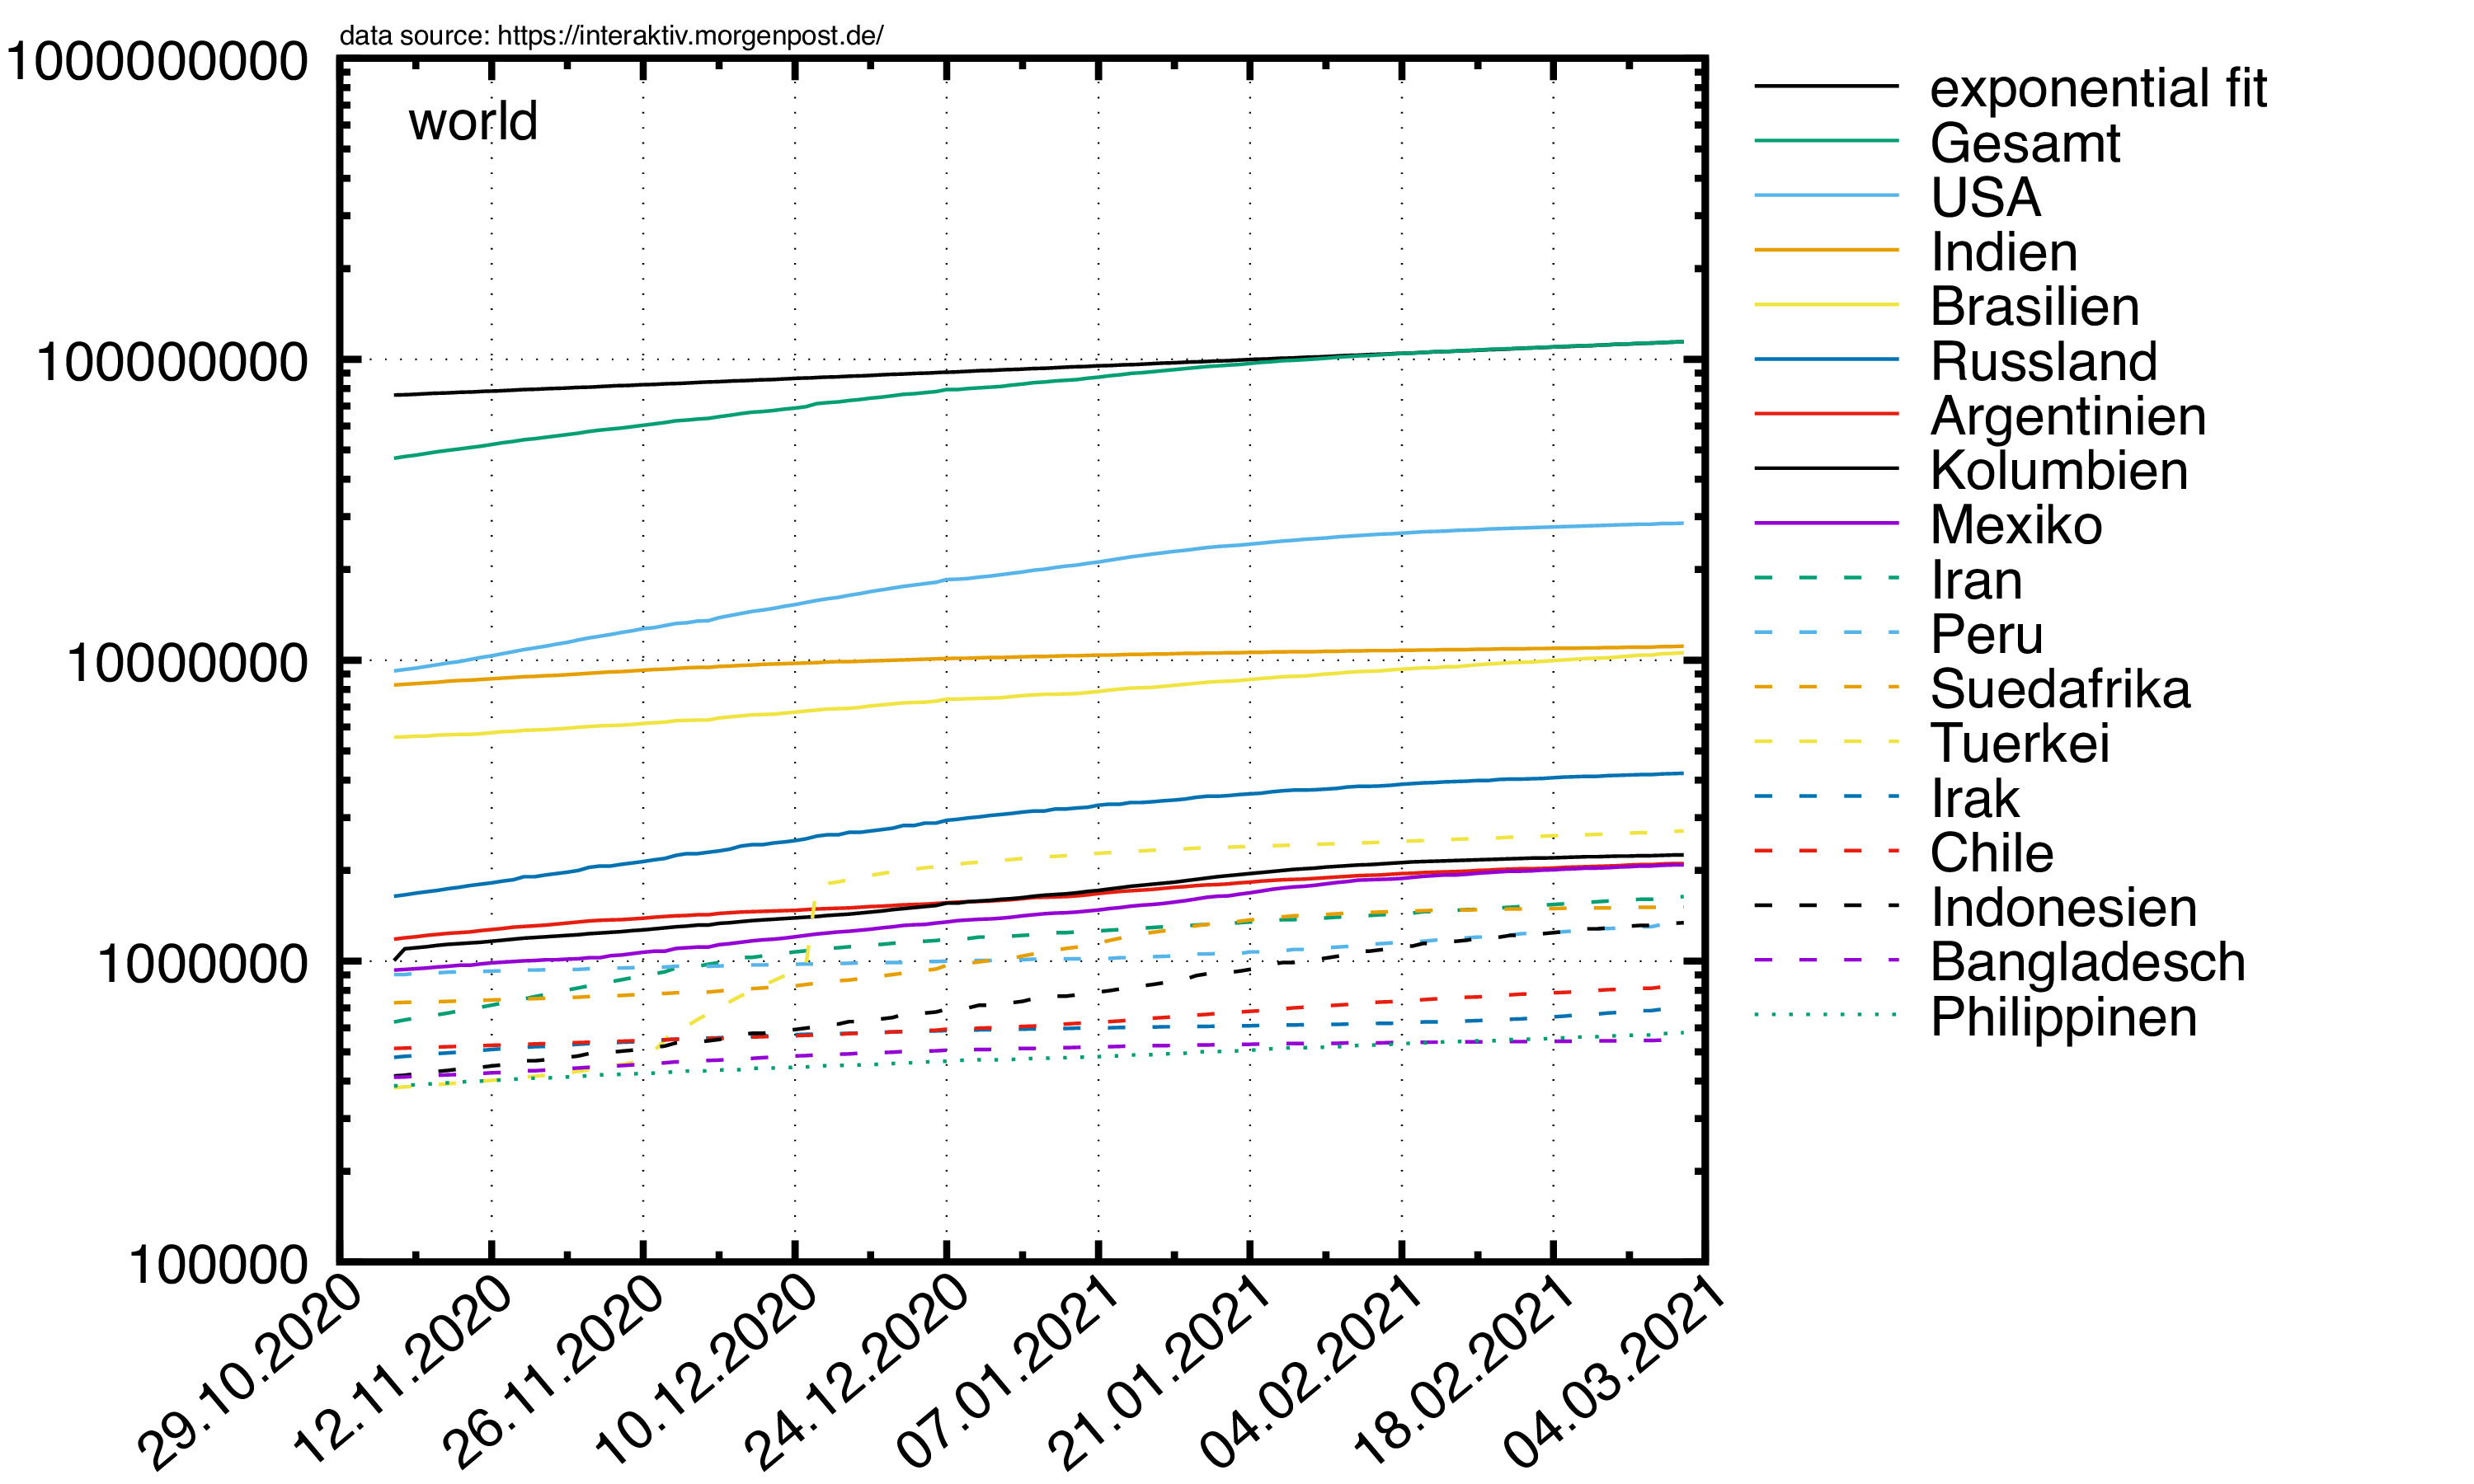 data source: https://interaktiv.morgenpost.de/
world
1000000000
100000000
10000000
1000000
100000
29.10.2020
12.11.2020
26.11.2020
10.12.2020
24.12.2020
07.01.2021
21.01.2021
04.02.2021
18.02.2021
04.03.2021
exponential fit
Gesamt
USA
Indien
Brasilien
Russland
Argentinien
Kolumbien
Mexiko
Iran
Peru
Suedafrika
Tuerkei
Irak
Chile
Indonesien
Bangladesch
Philippinen